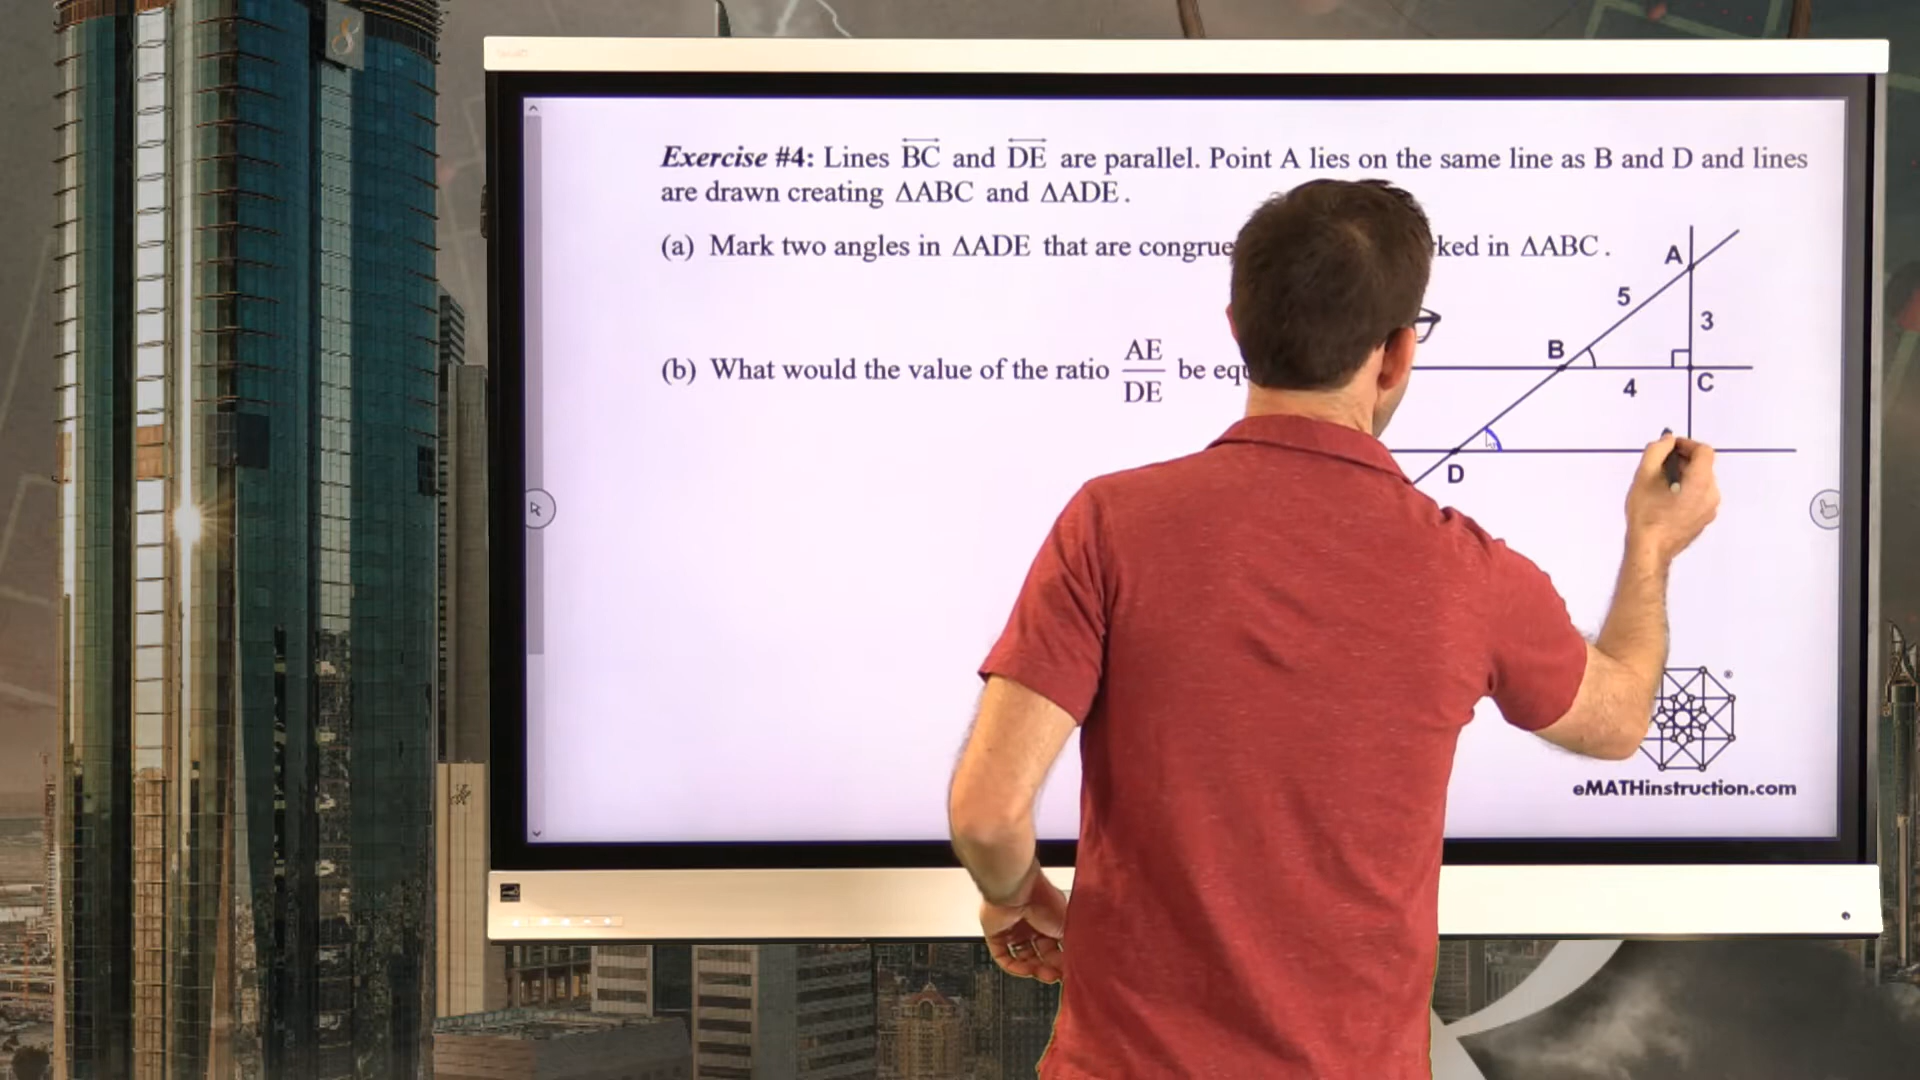 Exercise #4: Lines BC and DE are parallel. Point A lies on the same line as B and D and lines
are drawn creating ΔABC and ΔADE.
(a) Mark two angles in ΔADE that are congrue ked in ΔABC.
A
5
3
B
(b) What would the value of the ratio AE/DE be equ
4
C
D
®
eMATHinstruction.com